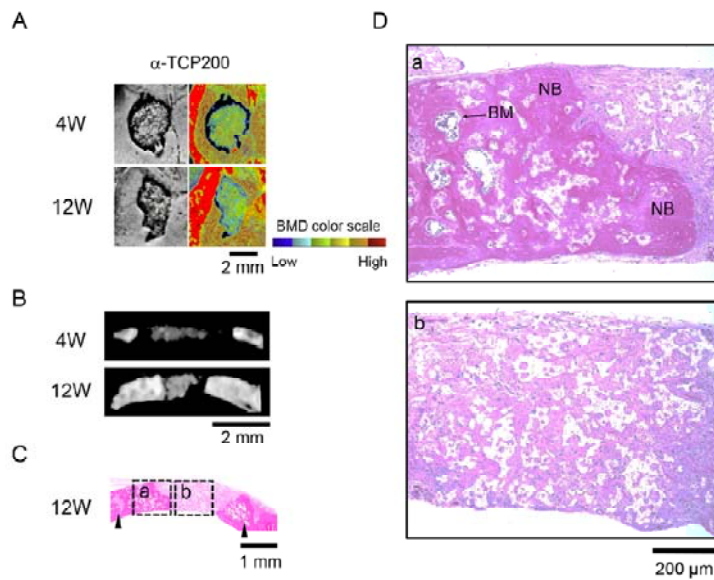 A
α-TCP200
4W
12W
BMD color scale
Low High
2 mm
B
4W
12W
2 mm
C
12W
a b
1 mm
D
a
NB
BM
NB
b
200 μm